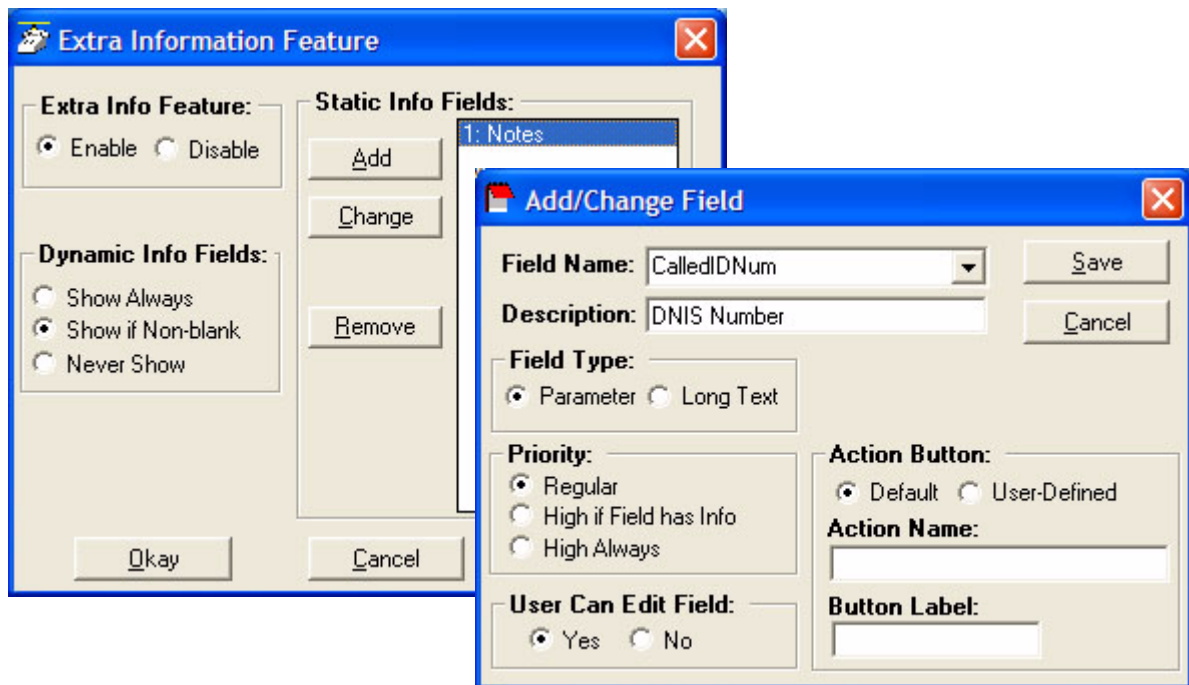 Extra Information Feature
Extra Info Feature:
Enable Disable
Dynamic Info Fields:
Show Always
Show if Non-blank
Never Show
Static Info Fields:
Add
Change
Remove
1: Notes
Okay
Cancel
Add/Change Field
Field Name: CalledIDNum
Description: DNIS Number
Save
Cancel
Field Type:
Parameter Long Text
Priority:
Regular
High if Field has Info
High Always
User Can Edit Field:
Yes No
Action Button:
Default User-Defined
Action Name:
Button Label: